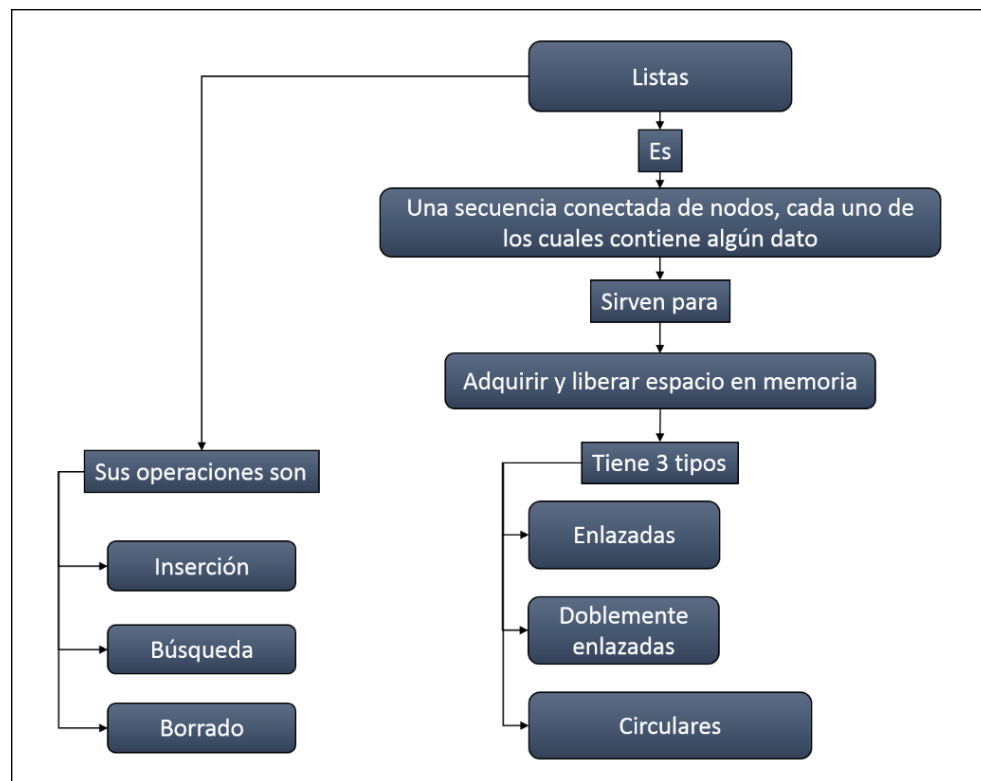 Listas
Es
Una secuencia conectada de nodos, cada uno de
los cuales contiene algún dato
Sirven para
Adquirir y liberar espacio en memoria
Tiene 3 tipos
Enlazadas
Doblemente
enlazadas
Circulares
Sus operaciones son
Inserción
Búsqueda
Borrado